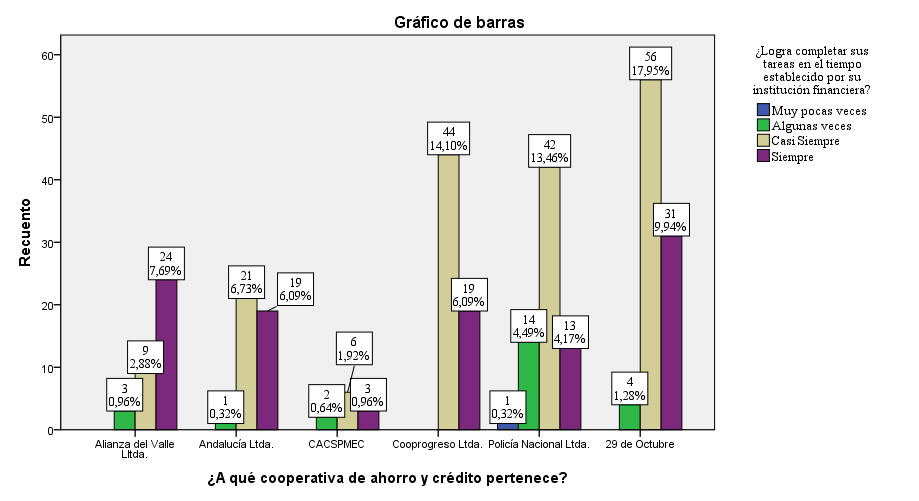 Gráfico de barras
¿Logra completar sus
tareas en el tiempo
establecido por su
institución financiera?
Muy pocas veces
Algunas veces
Casi Siempre
Siempre
Recuento
60
50
40
30
20
10
0
3
0,96%
9
2,88%
24
7,69%
1
0,32%
21
6,73%
19
6,09%
2
0,64%
6
1,92%
3
0,96%
44
14,10%
19
6,09%
1
0,32%
14
4,49%
42
13,46%
13
4,17%
4
1,28%
56
17,95%
31
9,94%
Alianza del Valle
Lltda.
Andalucía Ltda.
CACSPMEC
Cooprogreso Ltda.
Policía Nacional Ltda.
29 de Octubre
¿A qué cooperativa de ahorro y crédito pertenece?